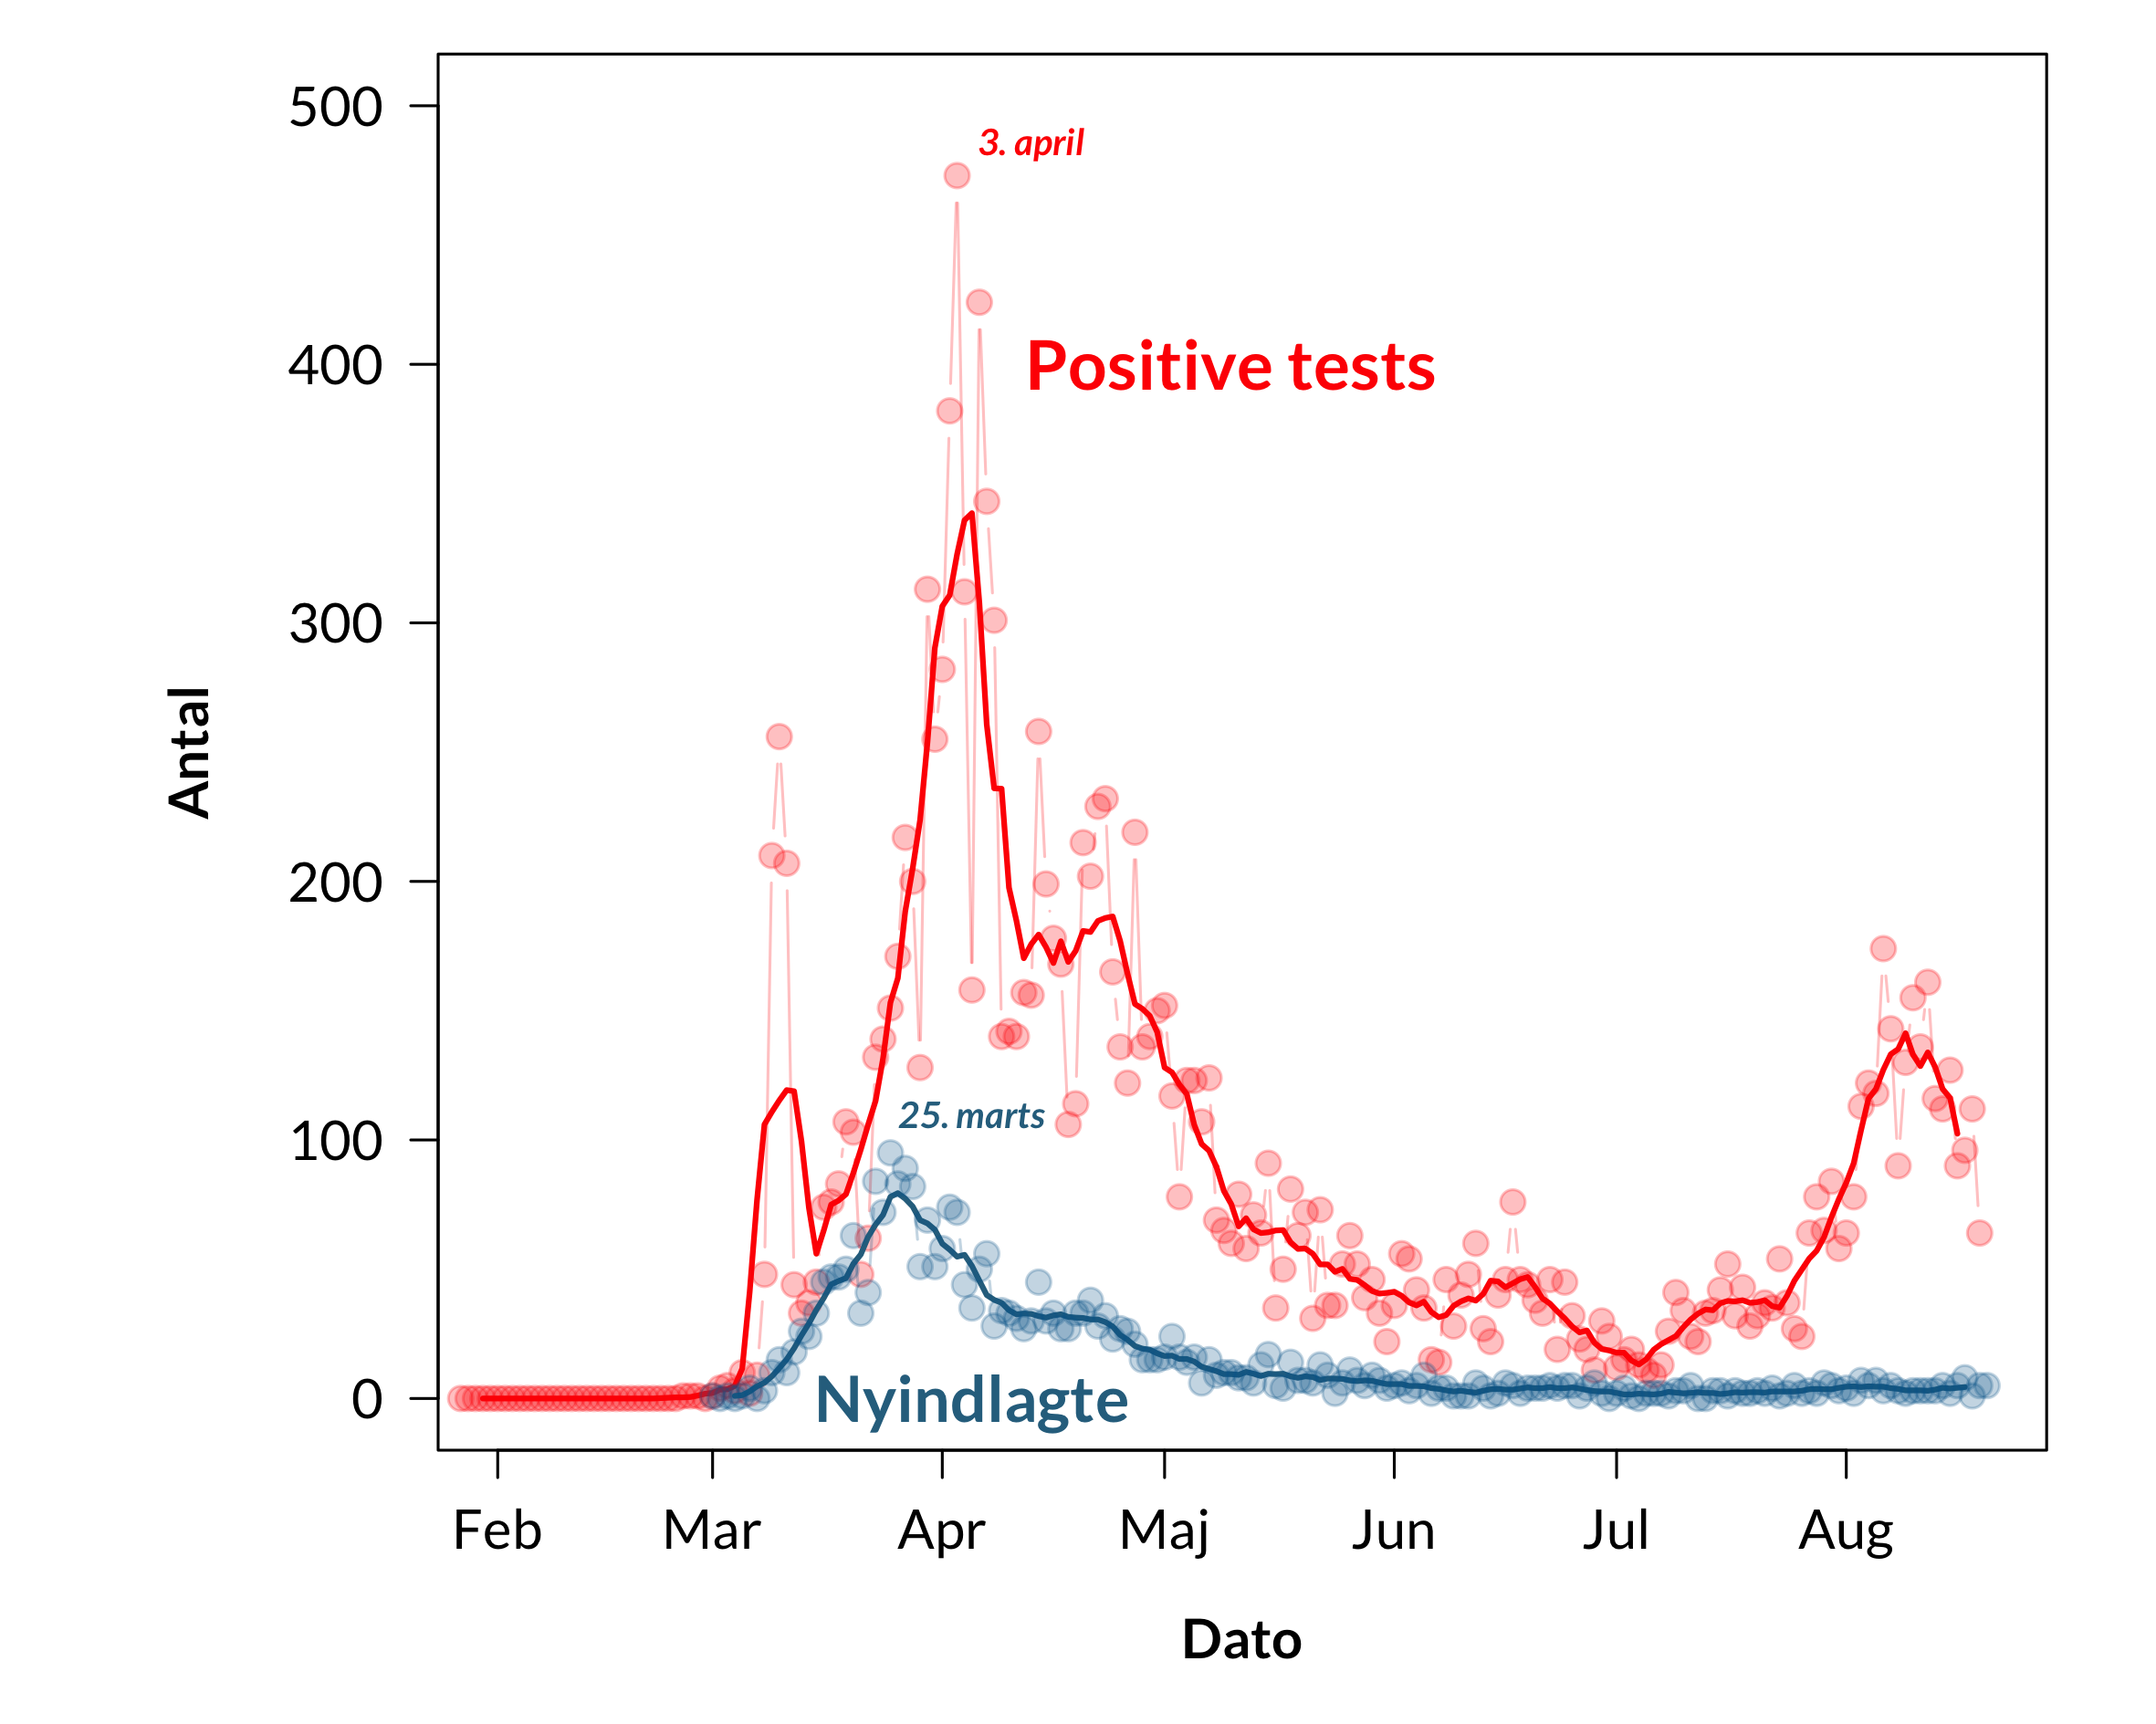 500
3. april
400
Positive tests
300
Antal
200
25. marts
100
0
Nyindlagte
Feb Mar Apr Maj Jun Jul Aug
Dato